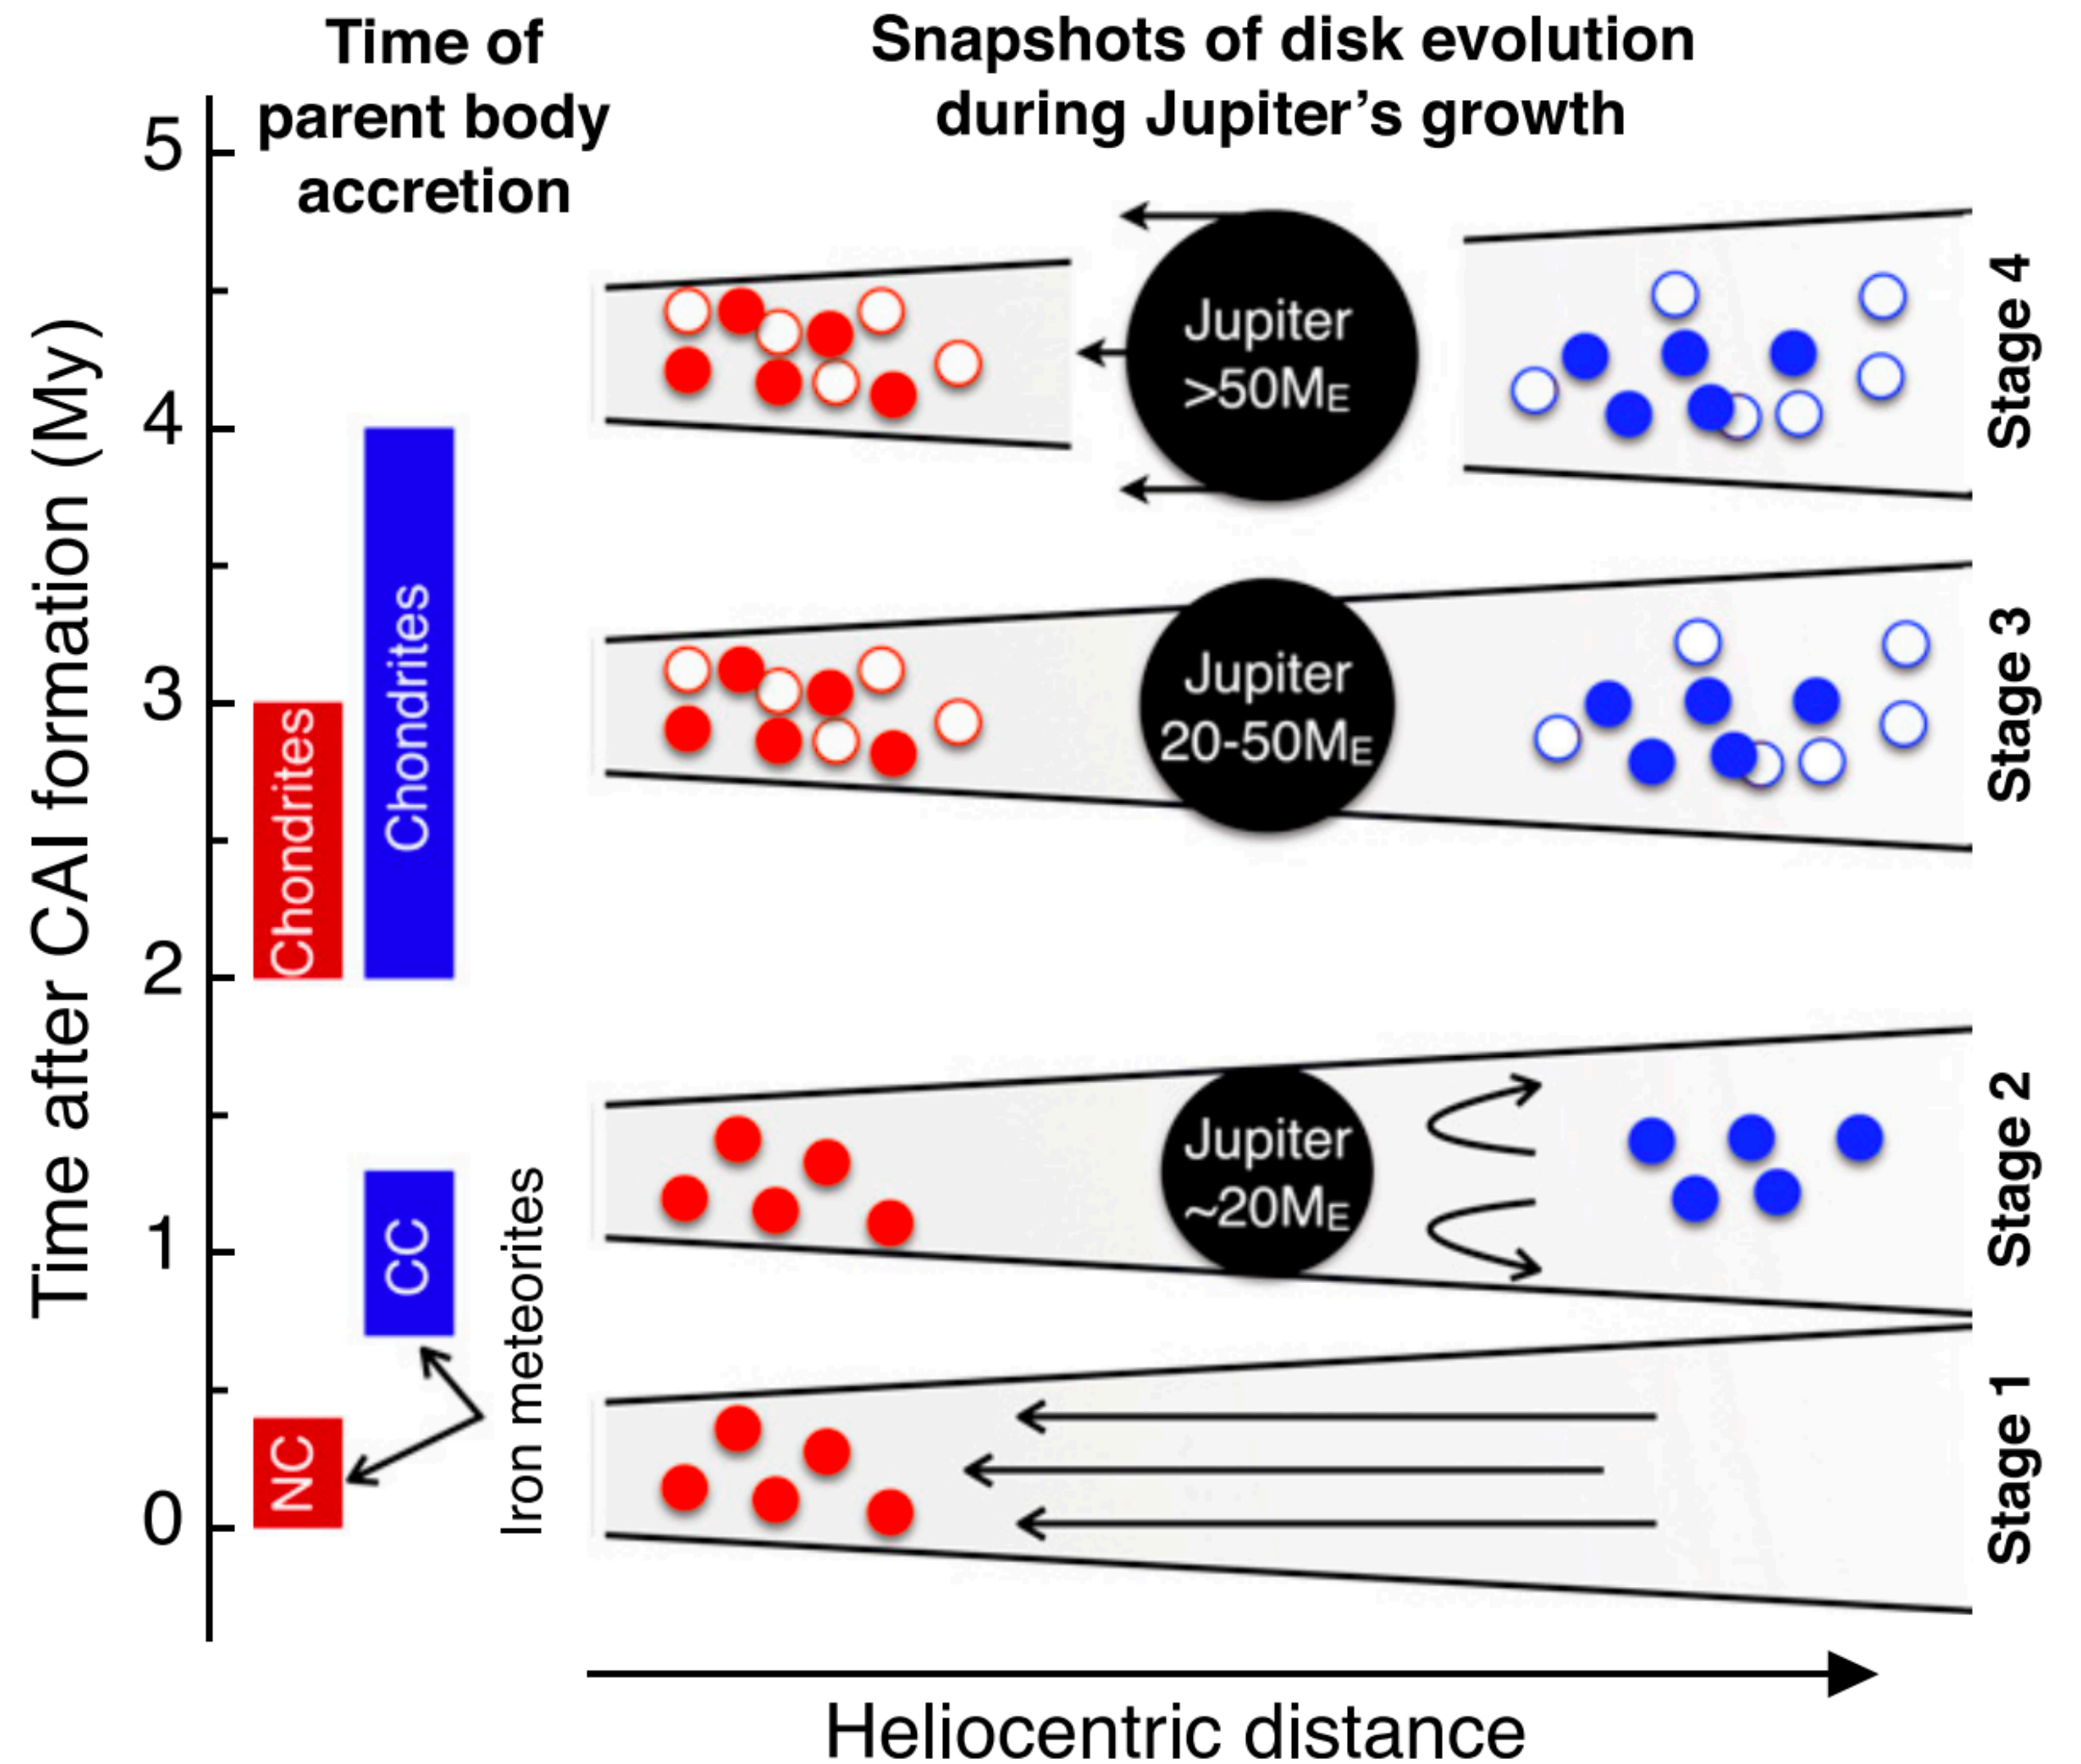 Time of
parent body
accretion
Snapshots of disk evolution
during Jupiter’s growth
Time after CAI formation (My)
5
4
3
2
1
0
Chondrites
Chondrites
CC
NC
Iron meteorites
Jupiter
>50ME
Stage 4
Jupiter
20-50ME
Stage 3
Jupiter
~20ME
Stage 2
Stage 1
Heliocentric distance